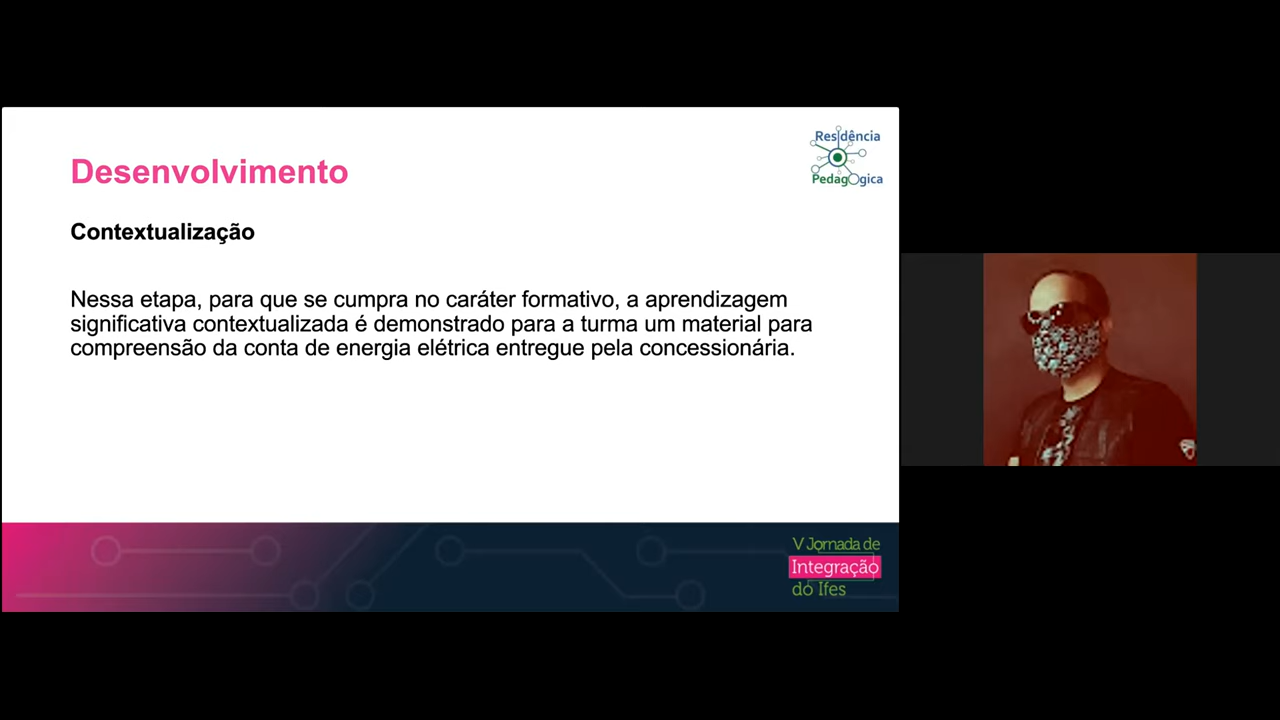 Residência
PedagOgica
Desenvolvimento
Contextualização
Nessa etapa, para que se cumpra no caráter formativo, a aprendizagem
significativa contextualizada é demonstrado para a turma um material para
compreensão da conta de energia elétrica entregue pela concessionária.
V Jornada de
Integração
do Ifes